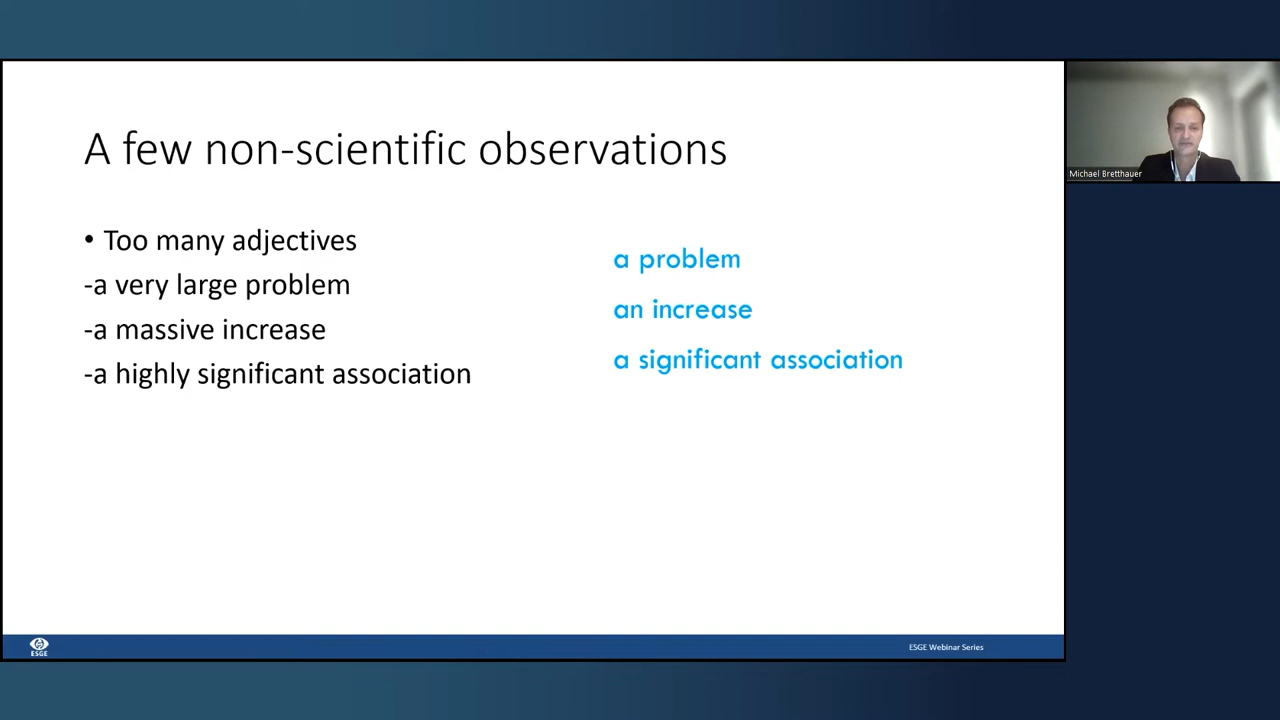 A few non-scientific observations
• Too many adjectives
-a very large problem
-a massive increase
-a highly significant association
a problem
an increase
a significant association
Michael Bretthauer
ESGE
ESGE Webinar Series